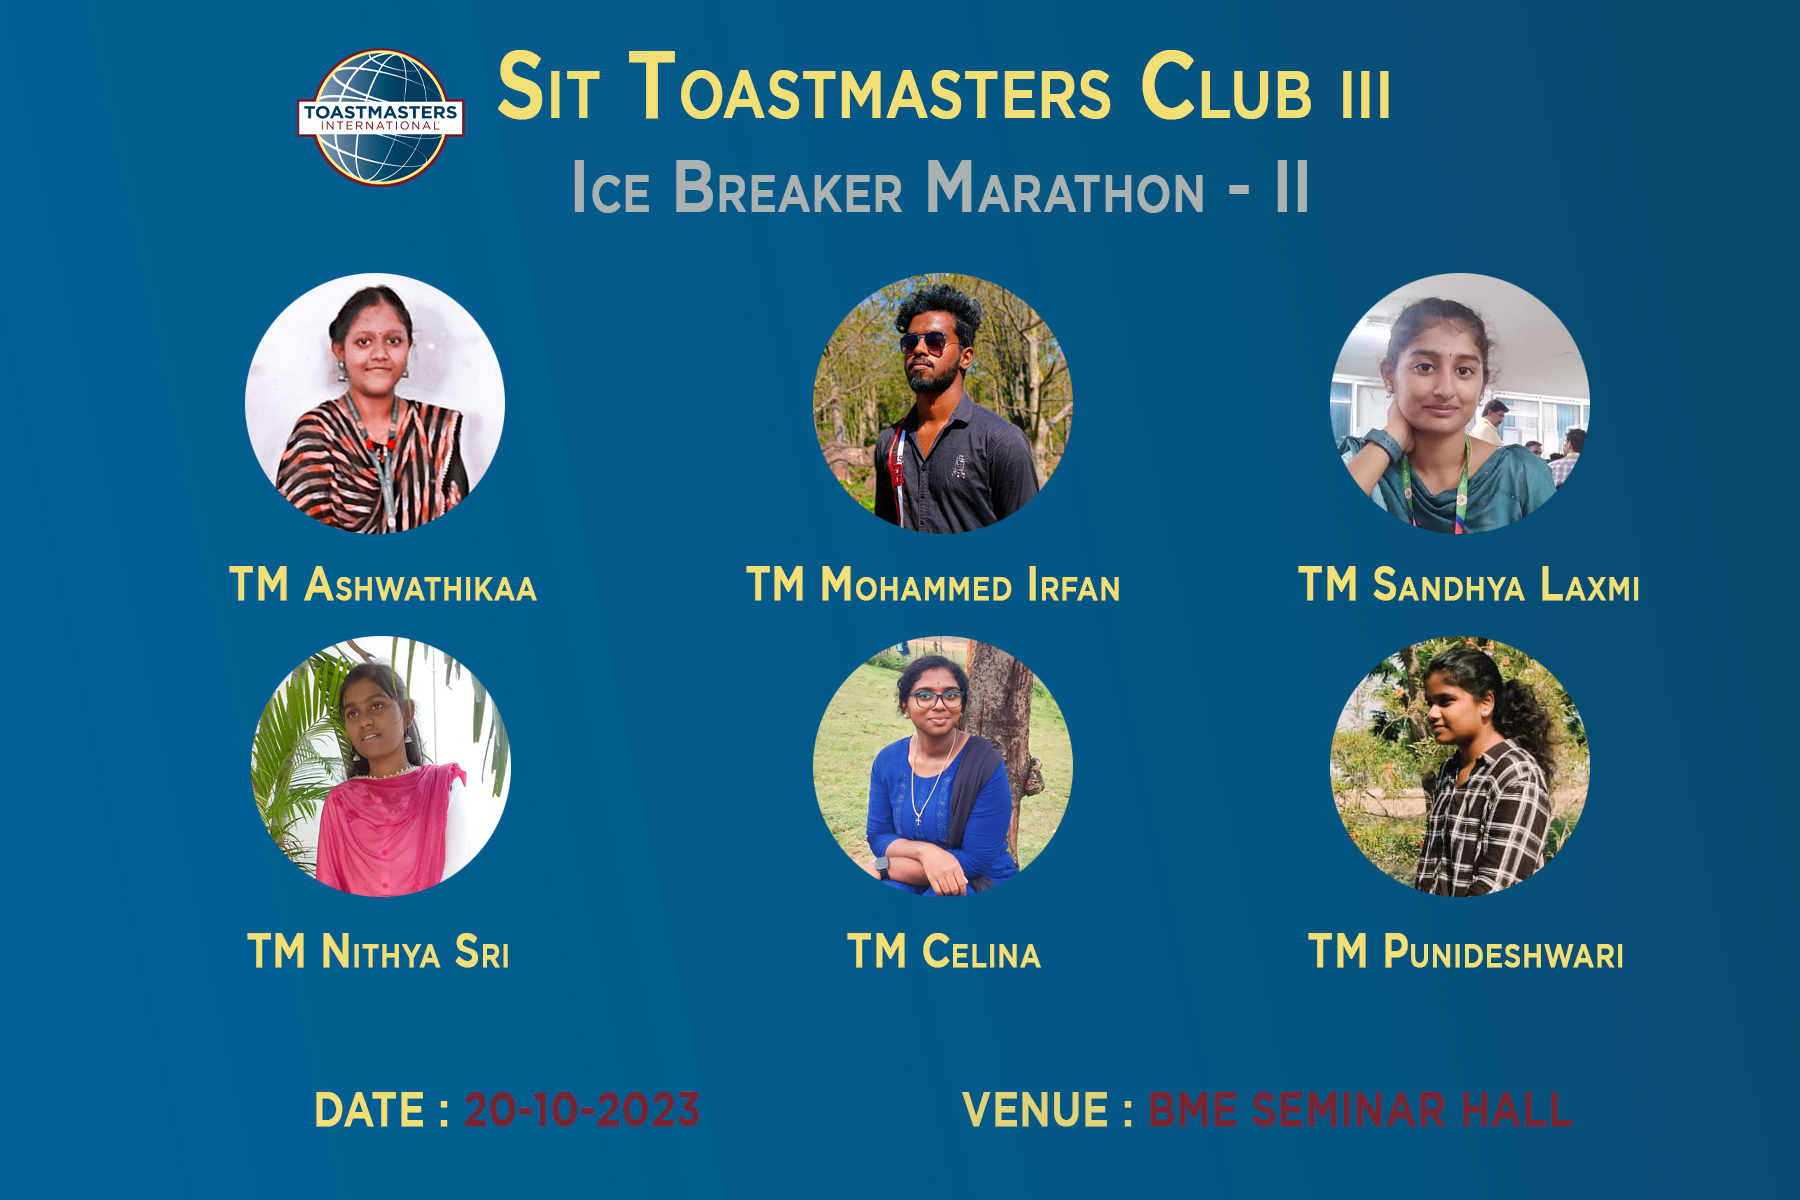 TOASTMASTERS
INTERNATIONAL
Sit Toastmasters Club III
Ice Breaker Marathon - II
TM Ashwathikaa
TM Mohammed Irfan
TM Sandhya Laxmi
TM Nithya Sri
TM Celina
TM Punideshwari
DATE : 20-10-2023
VENUE : BME SEMINAR HALL